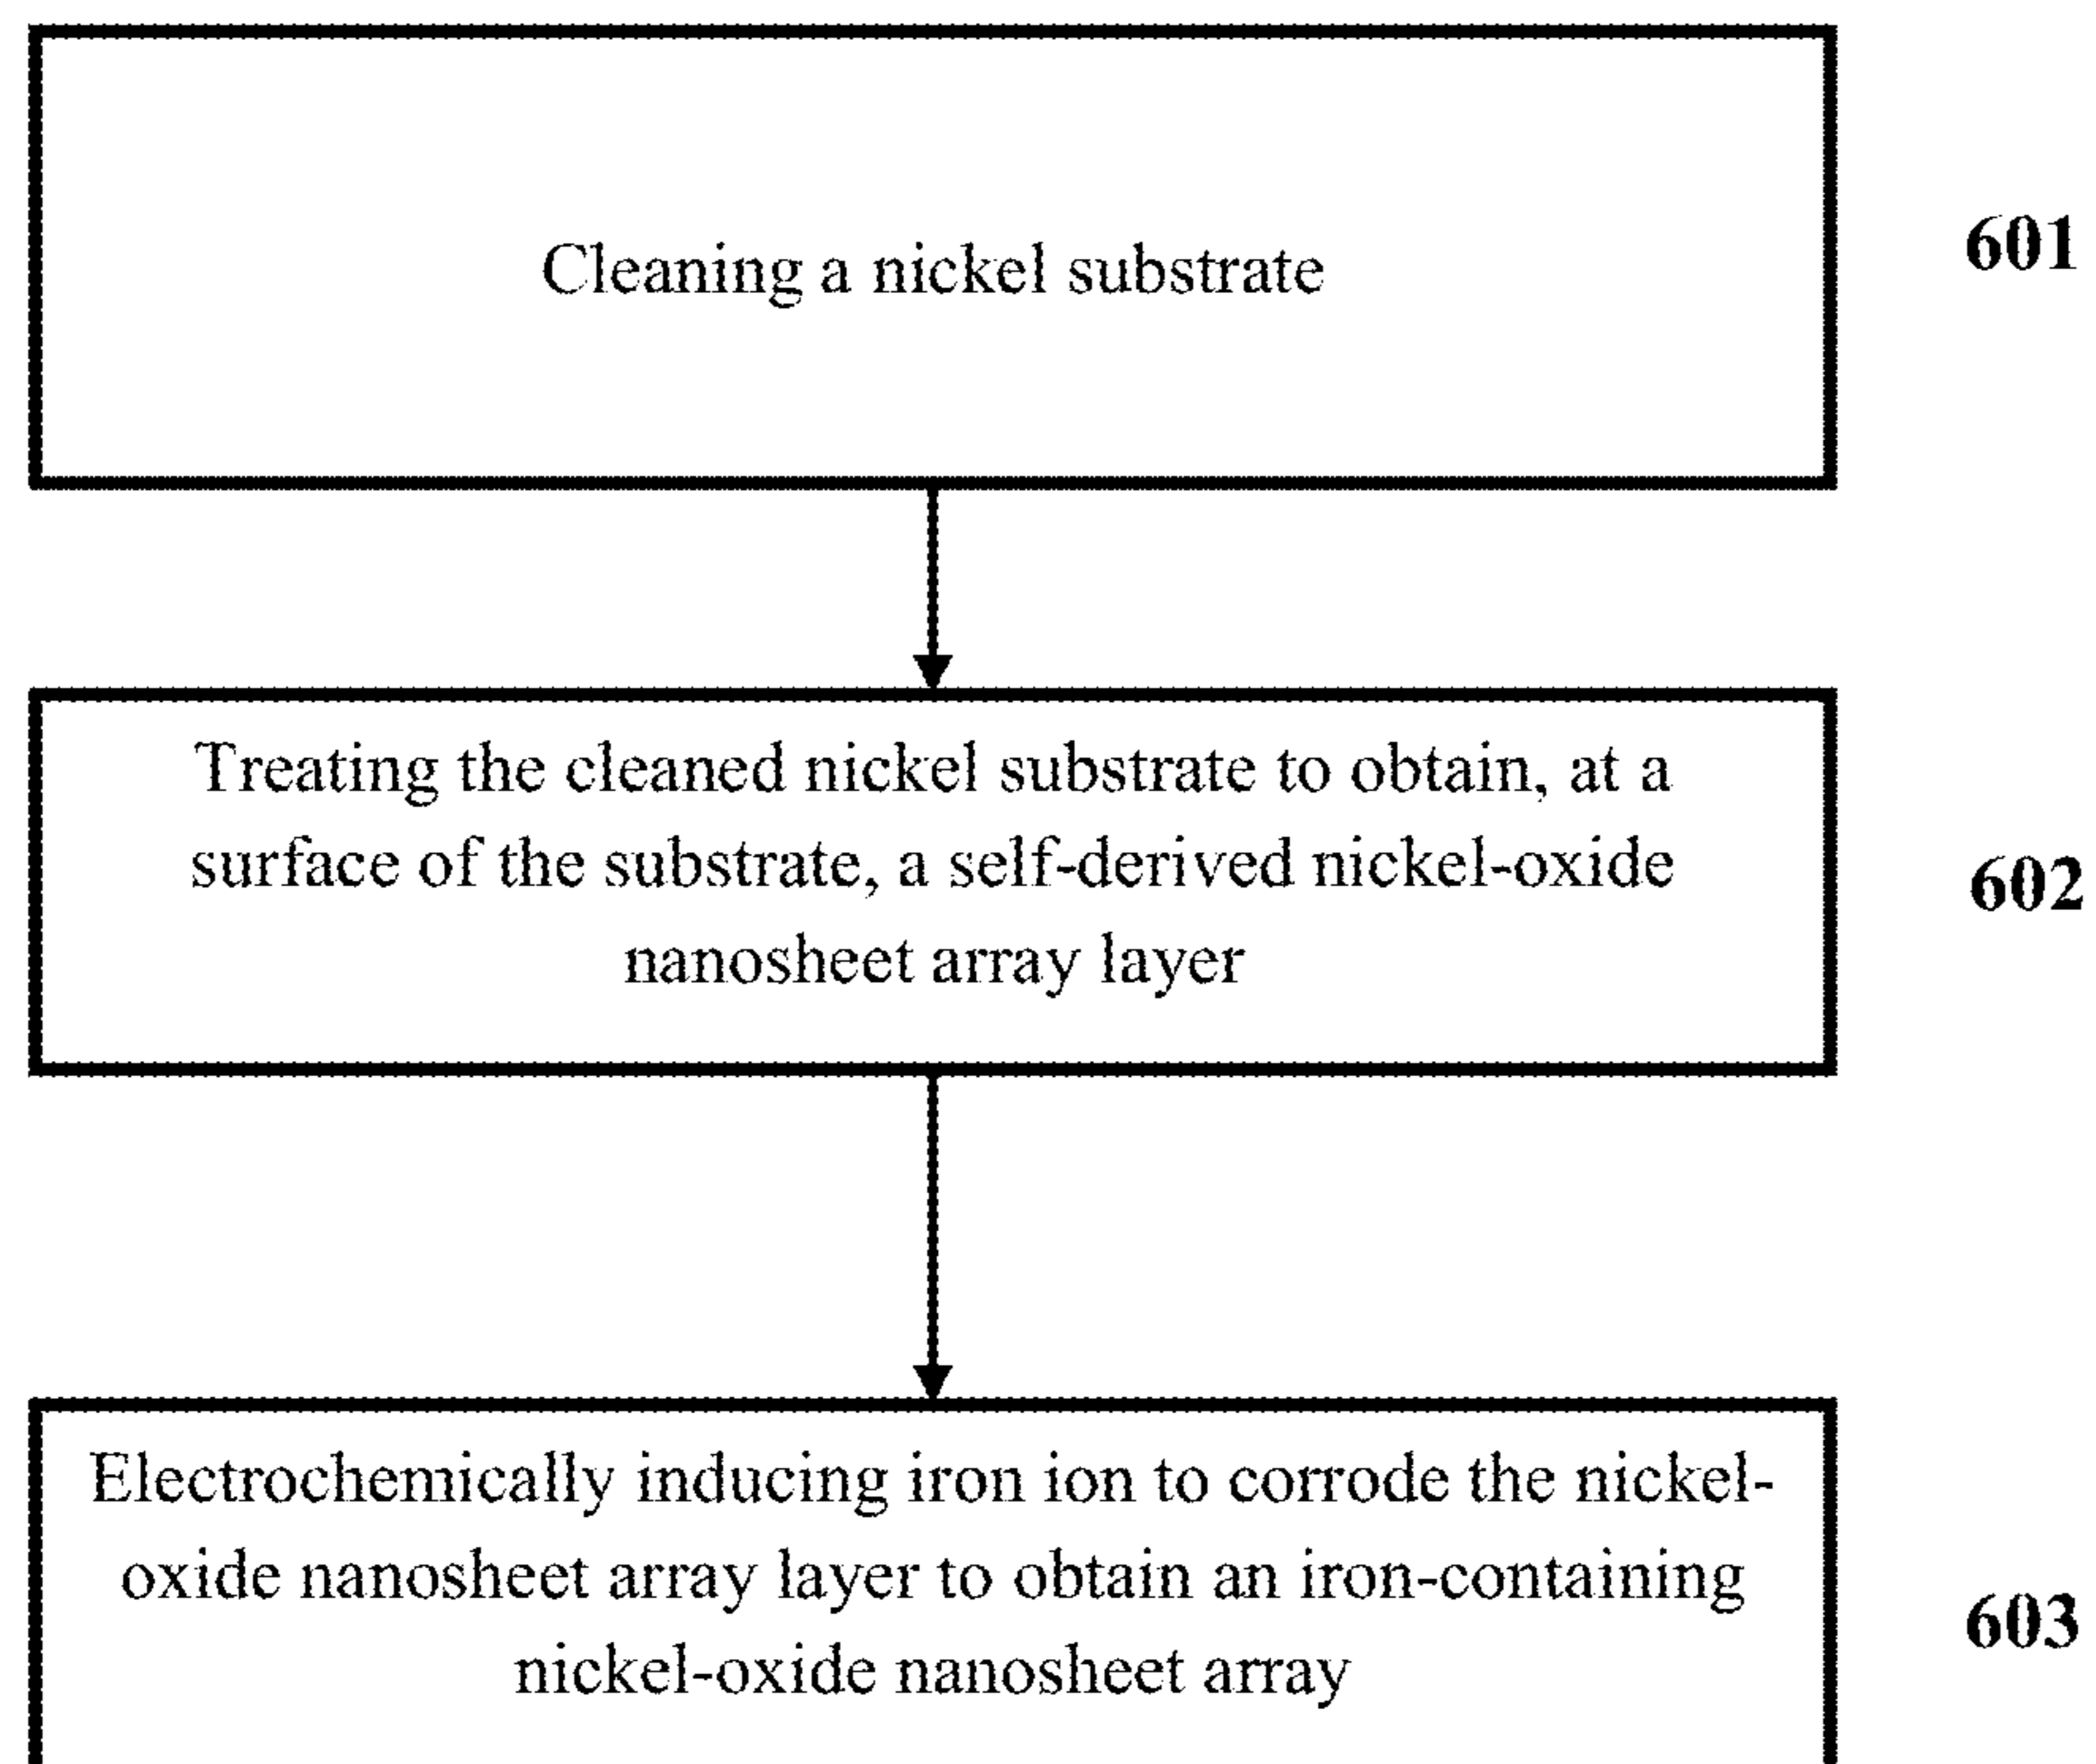 Cleaning a nickel substrate
601
Treating the cleaned nickel substrate to obtain, at a
surface of the substrate, a self-derived nickel-oxide
nanosheet array layer
602
Electrochemically inducing iron ion to corrode the nickel-
oxide nanosheet array layer to obtain an iron-containing
nickel-oxide nanosheet array
603